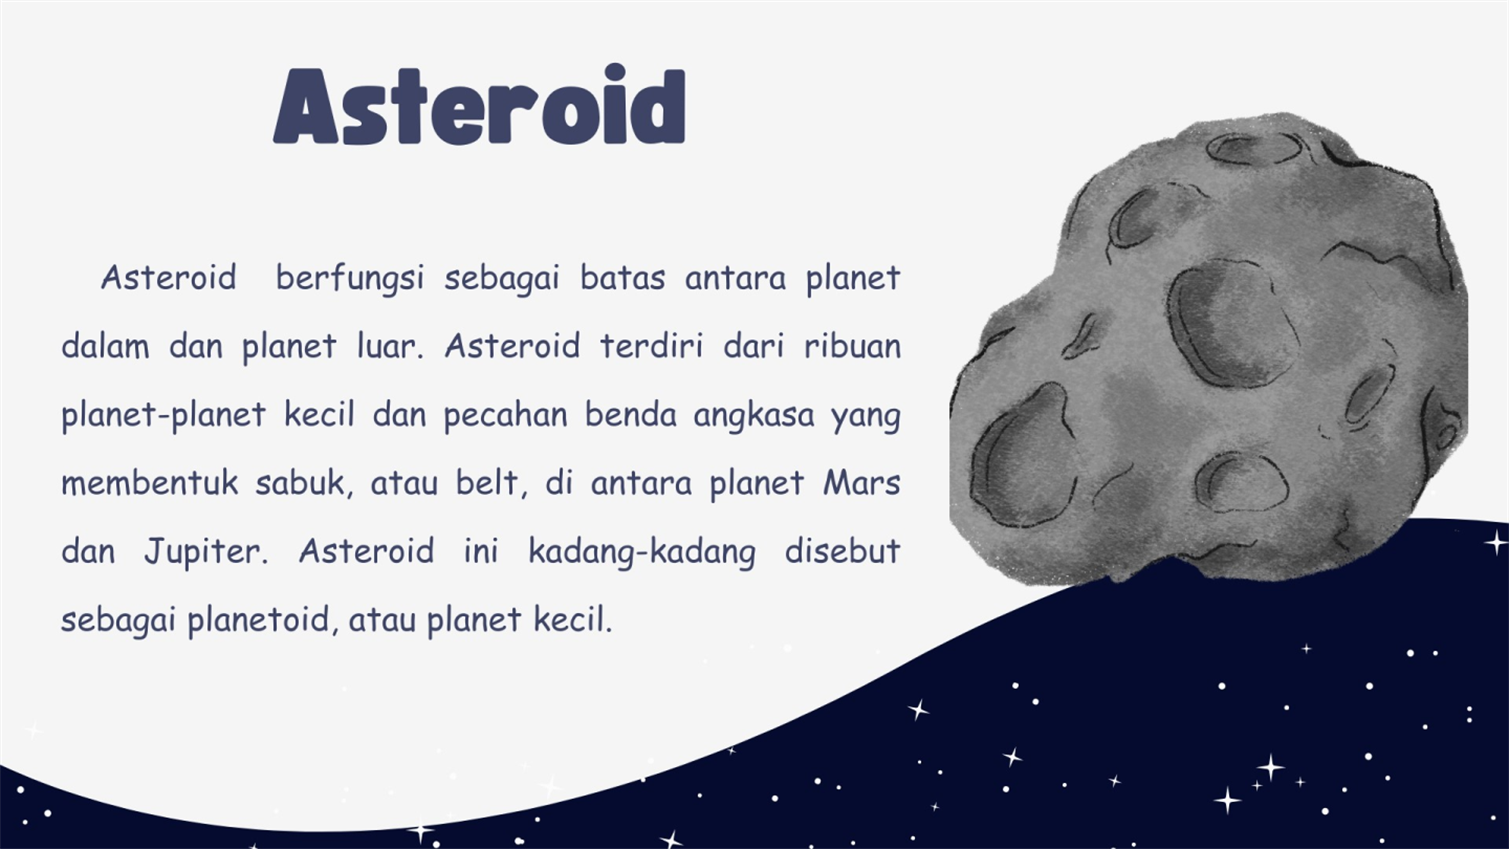 Asteroid
Asteroid berfungsi sebagai batas antara planet
dalam dan planet luar. Asteroid terdiri dari ribuan
planet-planet kecil dan pecahan benda angkasa yang
membentuk sabuk, atau belt, di antara planet Mars
dan Jupiter. Asteroid ini kadang-kadang disebut
sebagai planetoid, atau planet kecil.